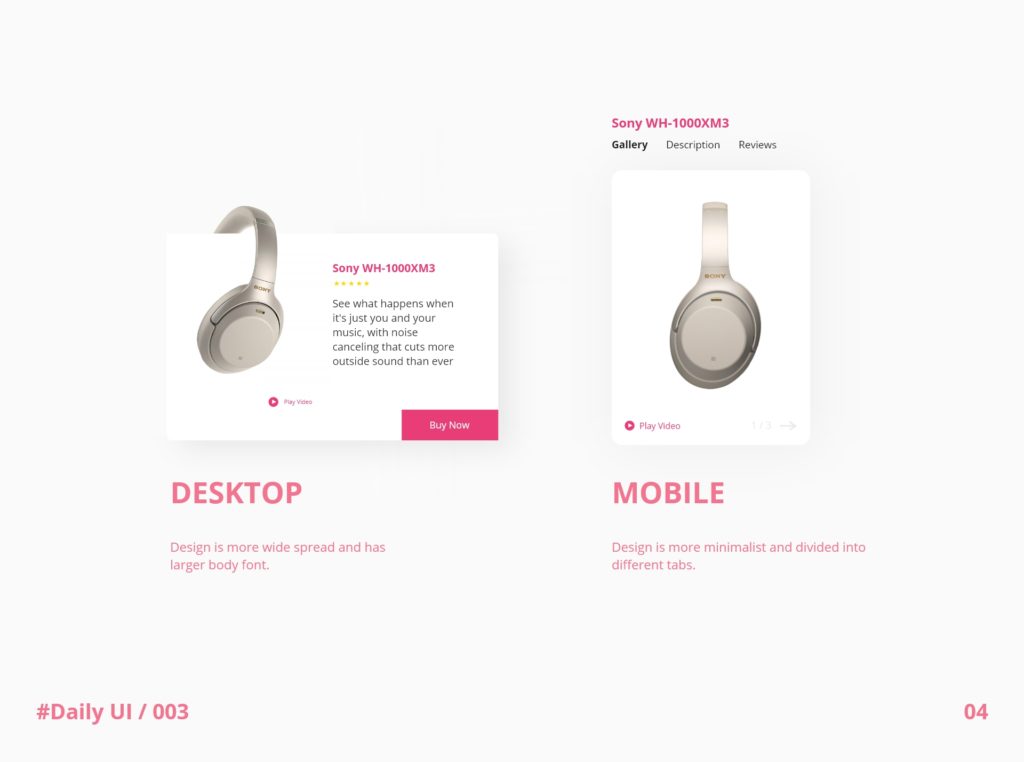 Sony WH-1000XM3
Gallery Description Reviews
SONY
Sony WH-1000XM3
See what happens when
it's just you and your
music, with noise
canceling that cuts more
outside sound than ever
Play Video
Buy Now
SONY
Play Video 1 / 3
DESKTOP
Design is more wide spread and has
larger body font.
MOBILE
Design is more minimalist and divided into
different tabs.
#Daily UI / 003
04